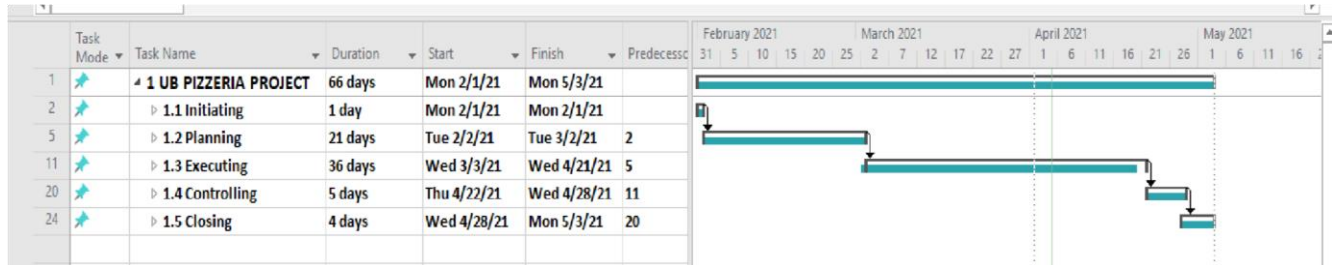 February 2021 March 2021 April 2021 May 2021
Task Mode Task Name Duration Start Finish Predecessc 31 5 10 15 20 25 2 7 12 17 22 27 1 6 11 16 21 26 1 6 11 16
1 1 UB PIZZERIA PROJECT 66 days Mon 2/1/21 Mon 5/3/21
2 1.1 Initiating 1 day Mon 2/1/21 Mon 2/1/21
5 1.2 Planning 21 days Tue 2/2/21 Tue 3/2/21 2
11 1.3 Executing 36 days Wed 3/3/21 Wed 4/21/21 5
20 1.4 Controlling 5 days Thu 4/22/21 Wed 4/28/21 11
24 1.5 Closing 4 days Wed 4/28/21 Mon 5/3/21 20